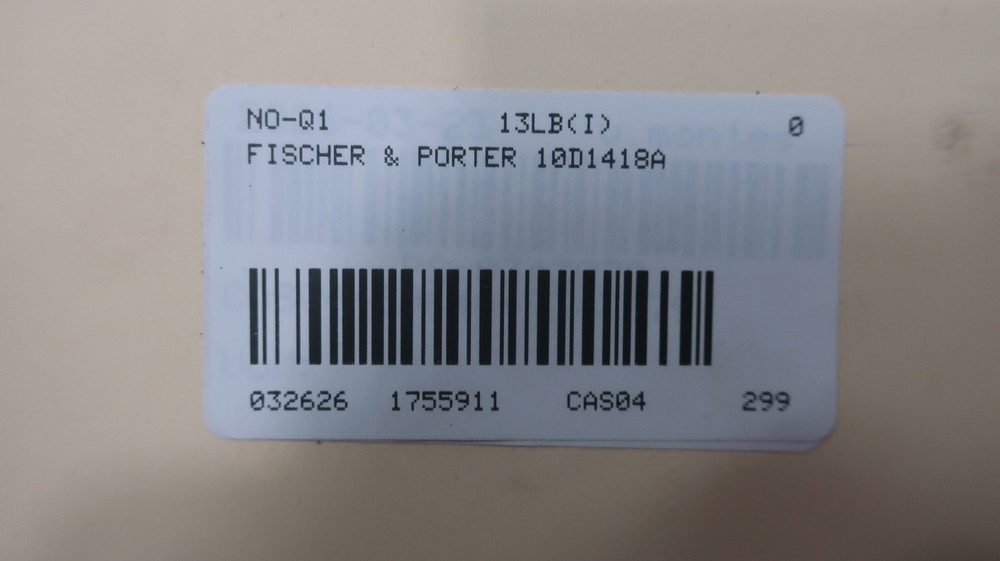 NO-Q1 13LB(I) 0
FISCHER & PORTER 10D1418A
032626 1755911 CAS04 299